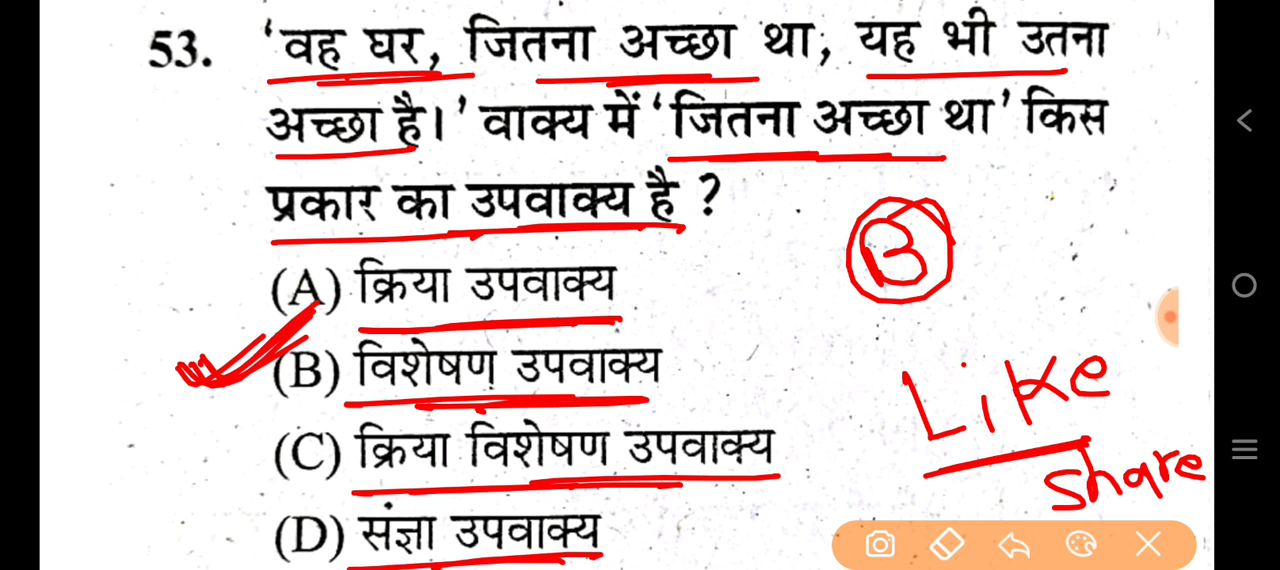 53. 'वह घर, जितना अच्छा था, यह भी उतना
अच्छा है।' वाक्य में 'जितना अच्छा था' किस
प्रकार का उपवाक्य है ?
(A) क्रिया उपवाक्य
(B) विशेषण उपवाक्य
(C) क्रिया विशेषण उपवाक्य
(D) संज्ञा उपवाक्य
B
Like
Share